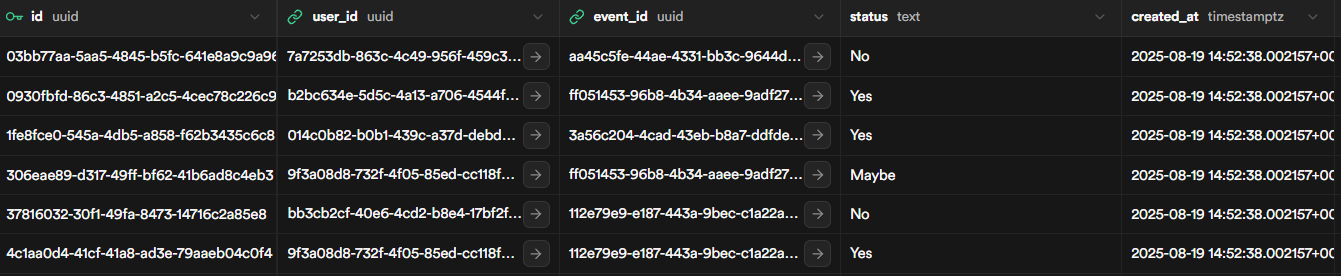 id uuid user_id uuid event_id uuid status text created_at timestamptz
03bb77aa-5aa5-4845-b5fc-641e8a9c9a96 7a7253db-863c-4c49-956f-459c3... aa45c5fe-44ae-4331-bb3c-9644d... No 2025-08-19 14:52:38.002157+00
0930fbfd-86c3-4851-a2c5-4cec78c226c9 b2bc634e-5d5c-4a13-a706-4544f... ff051453-96b8-4b34-aaee-9adf27... Yes 2025-08-19 14:52:38.002157+00
1fe8fce0-545a-4db5-a858-f62b3435c6c8 014c0b82-b0b1-439c-a37d-debd... 3a56c204-4cad-43eb-b8a7-ddfde... Yes 2025-08-19 14:52:38.002157+00
306eae89-d317-49ff-bf62-41b6ad8c4eb3 9f3a08d8-732f-4f05-85ed-cc118f... ff051453-96b8-4b34-aaee-9adf27... Maybe 2025-08-19 14:52:38.002157+00
37816032-30f1-49fa-8473-14716c2a85e8 bb3cb2cf-40e6-4cd2-b8e4-17bf2f... 112e79e9-e187-443a-9bec-c1a22a... No 2025-08-19 14:52:38.002157+00
4c1aa0d4-41cf-41a8-ad3e-79aaeb04c0f4 9f3a08d8-732f-4f05-85ed-cc118f... 112e79e9-e187-443a-9bec-c1a22a... Yes 2025-08-19 14:52:38.002157+00